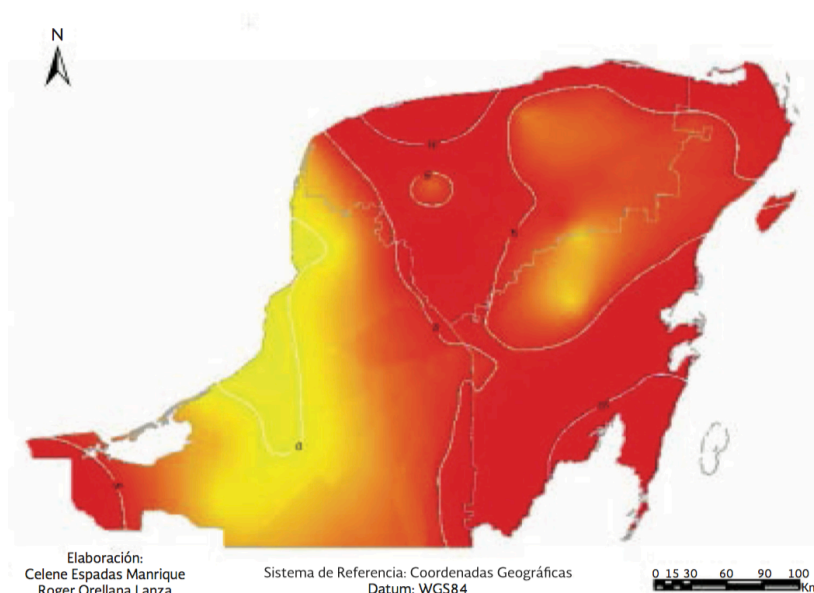 N
0
Elaboración:
Celene Espadas Manrique
Roger Orellana Lanza
Sistema de Referencia: Coordenadas Geográficas
Datum: WGS84
0 15 30 60 90 100
Km